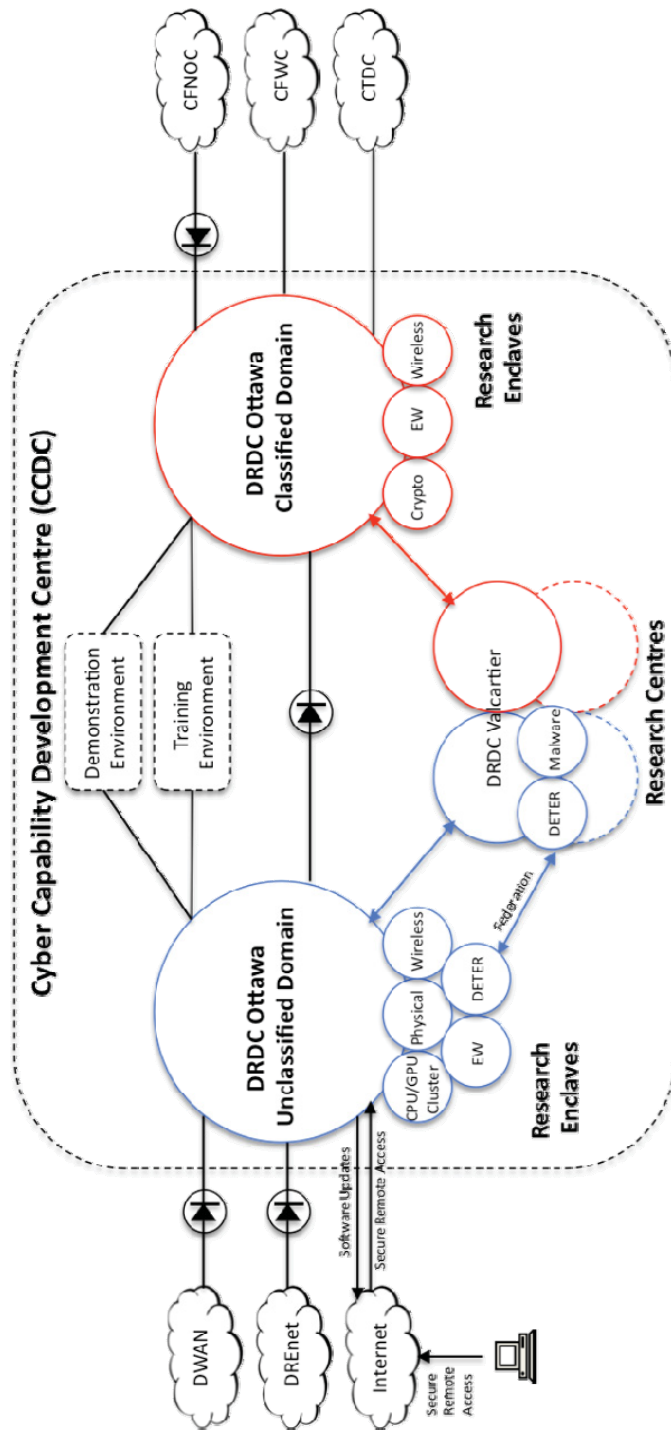 Cyber Capability Development Centre (CCDC)
DWAN
DREnet
Internet
Secure
Remote
Access
Software Updates
Secure Remote Access
DRDC Ottawa
Unclassified Domain
CPU/GPU
Cluster
Physical
Wireless
EW
DETER
Research
Enclaves
Demonstration
Environment
Training
Environment
Federation
DRDC Valcartier
DETER
Malware
Research Centres
DRDC Ottawa
Classified Domain
Crypto
EW
Wireless
Research
Enclaves
CFNOC
CFWC
CTDC